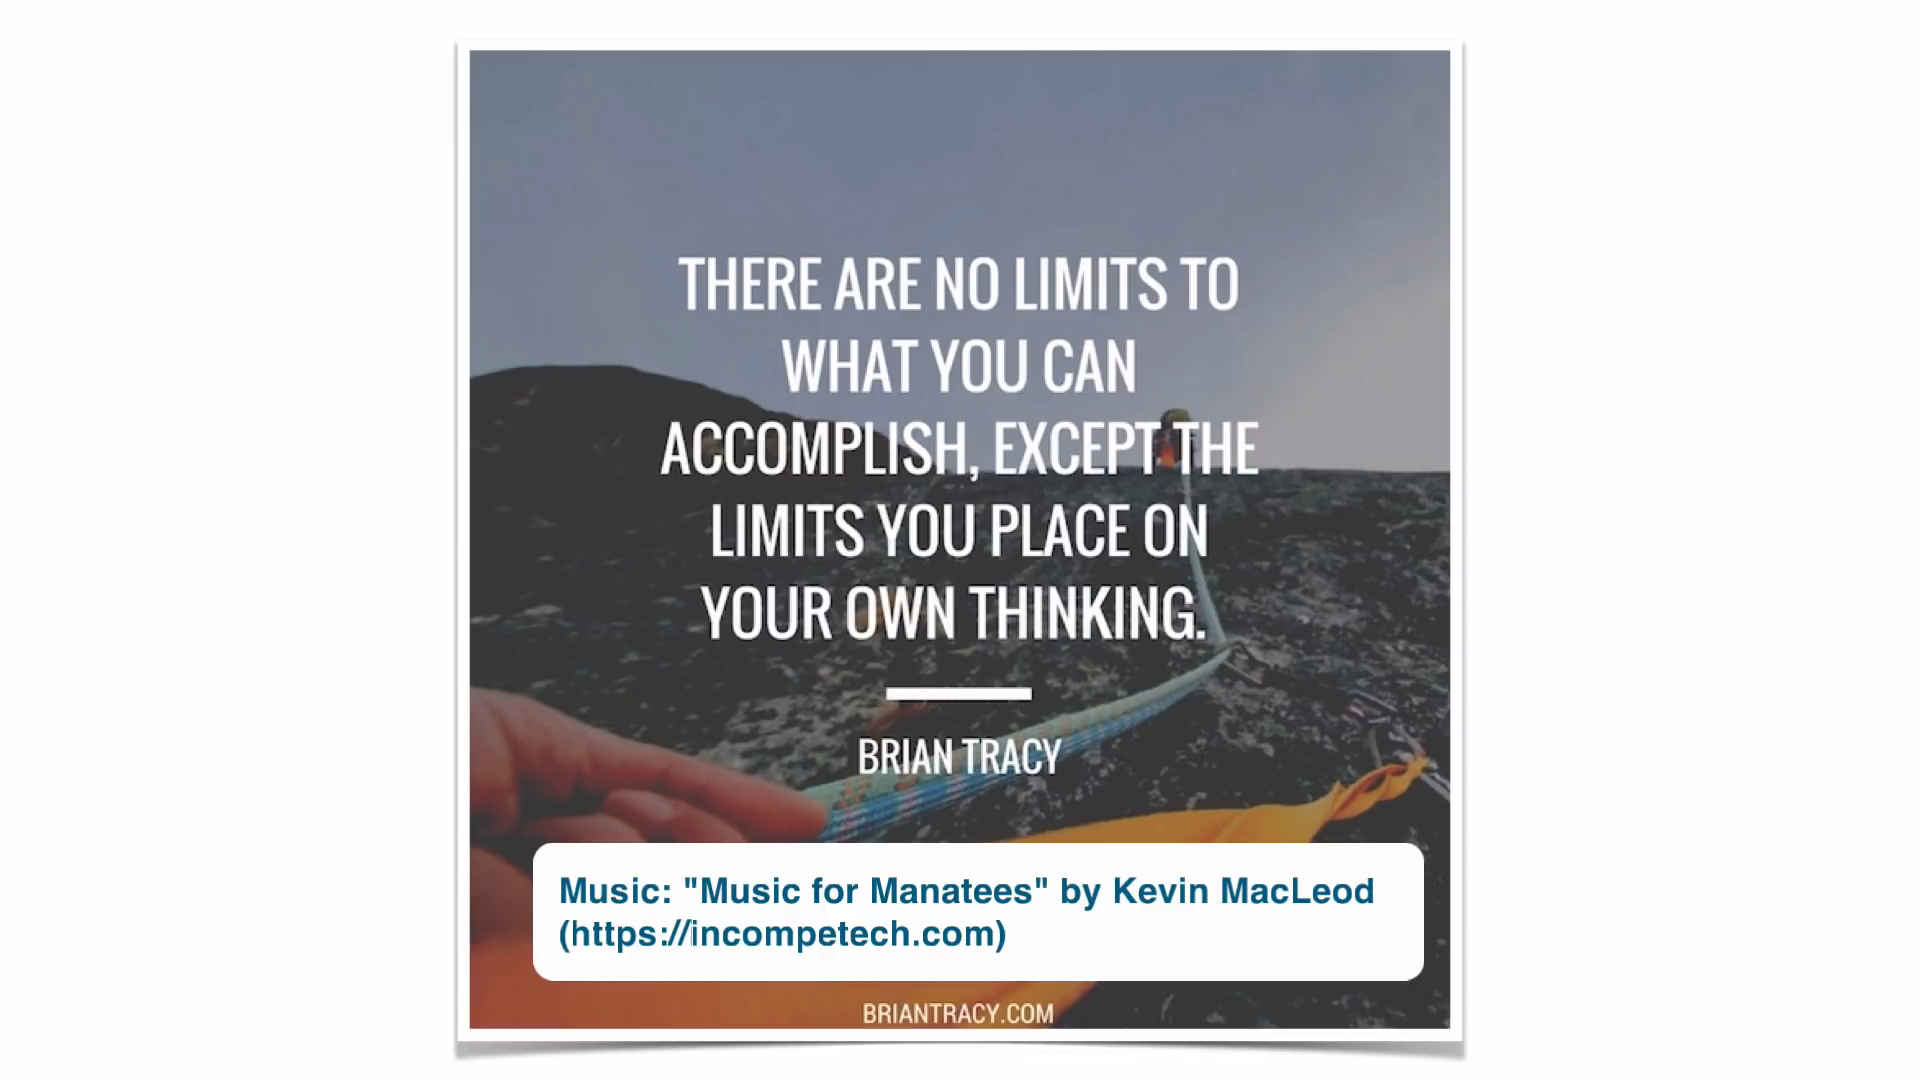 THERE ARE NO LIMITS TO
WHAT YOU CAN
ACCOMPLISH, EXCEPT THE
LIMITS YOU PLACE ON
YOUR OWN THINKING.
BRIAN TRACY
Music: "Music for Manatees" by Kevin MacLeod
(https://incompetech.com)
BRIANTRACY.COM